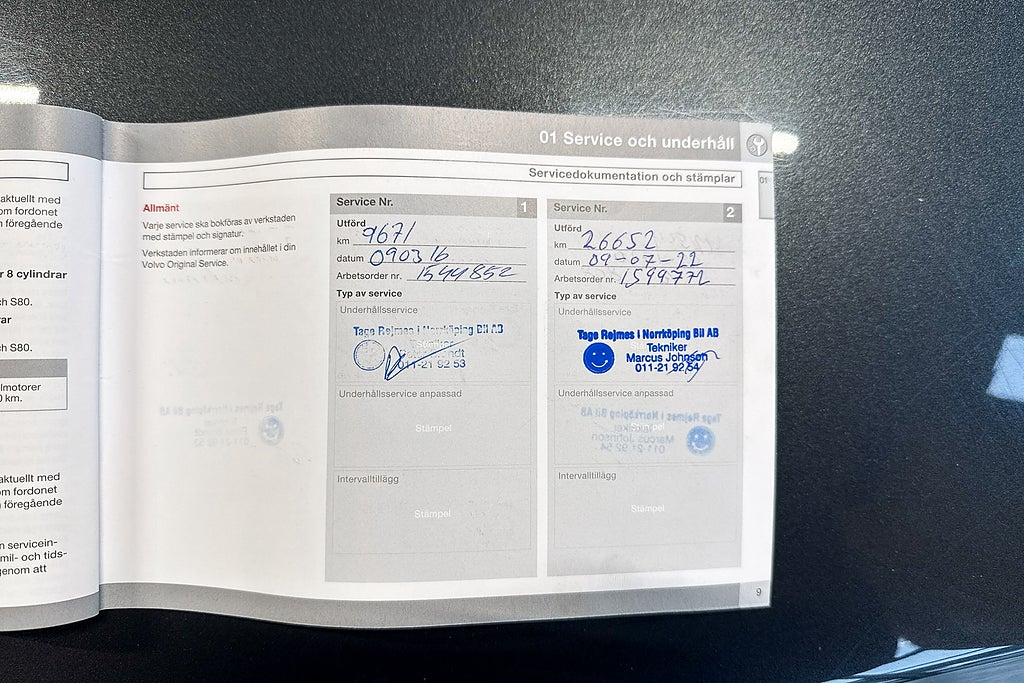 01 Service och underhåll
Servicedokumentation och stämplar
01
aktuellt med
om fordonet
föregående
r 8 cylindrar
ch S80.
rar
ch S80.
lmotorer
0 km.
aktuellt med
om fordonet
föregående
n servicein-
mil- och tids-
genom att
Allmänt
Varje service ska bokföras av verkstaden
med stämpel och signatur.
Verkstaden informerar om innehållet i din
Volvo Original Service.
Service Nr. 1
Utförd
km 9671
datum 090316
Arbetsorder nr. 1544852
Typ av service
Underhållsservice
Tage Rejmes i Norrköping Bil AB
011-21 92 53
Underhållsservice anpassad
Stämpel
Intervalltillägg
Stämpel
Service Nr. 2
Utförd
km 26652
datum 09-07-22
Arbetsorder nr.
Typ av service
Underhållsservice
Tage Rejmes i Norrköping Bil AB
Tekniker
Marcus Johnson
011-21 92 54
Underhållsservice anpassad
Stämpel
Intervalltillägg
Stämpel
9